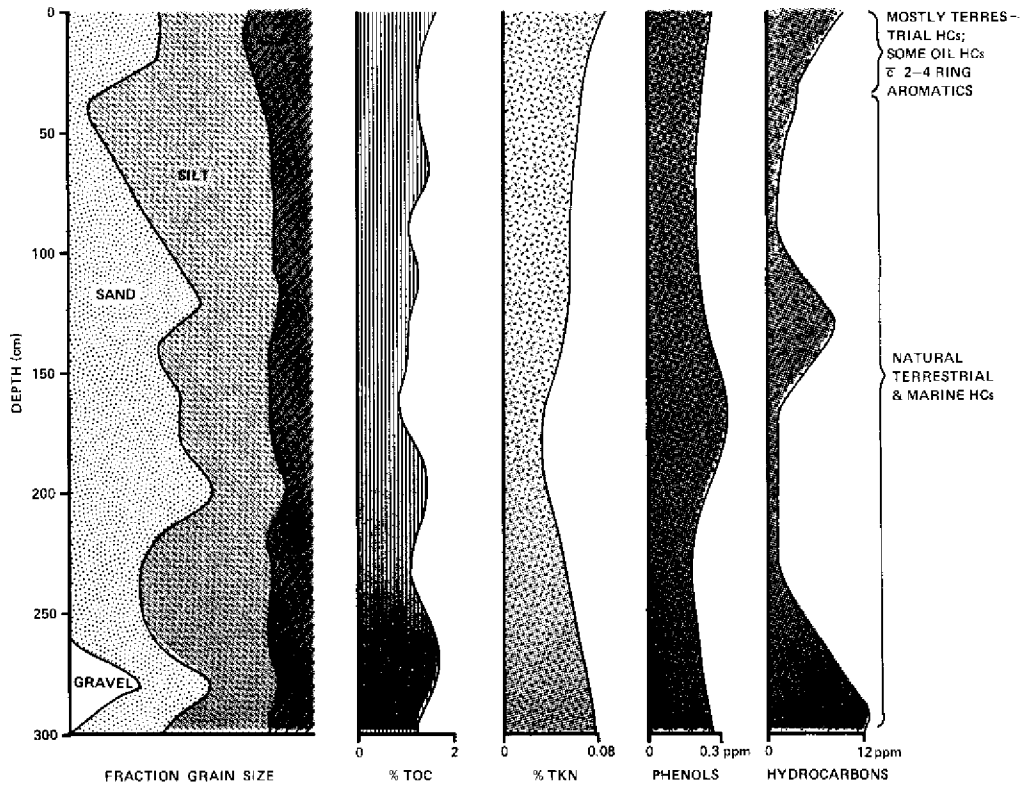 0
50
100
150
200
250
300
DEPTH (cm)
SAND
SILT
GRAVEL
FRACTION GRAIN SIZE
0 2
% TOC
0 0.08
% TKN
0 0.3 ppm
PHENOLS
0 12 ppm
HYDROCARBONS
MOSTLY TERRES-
TRIAL HCs;
SOME OIL HCs
c̅ 2-4 RING
AROMATICS
NATURAL
TERRESTRIAL
& MARINE HCs